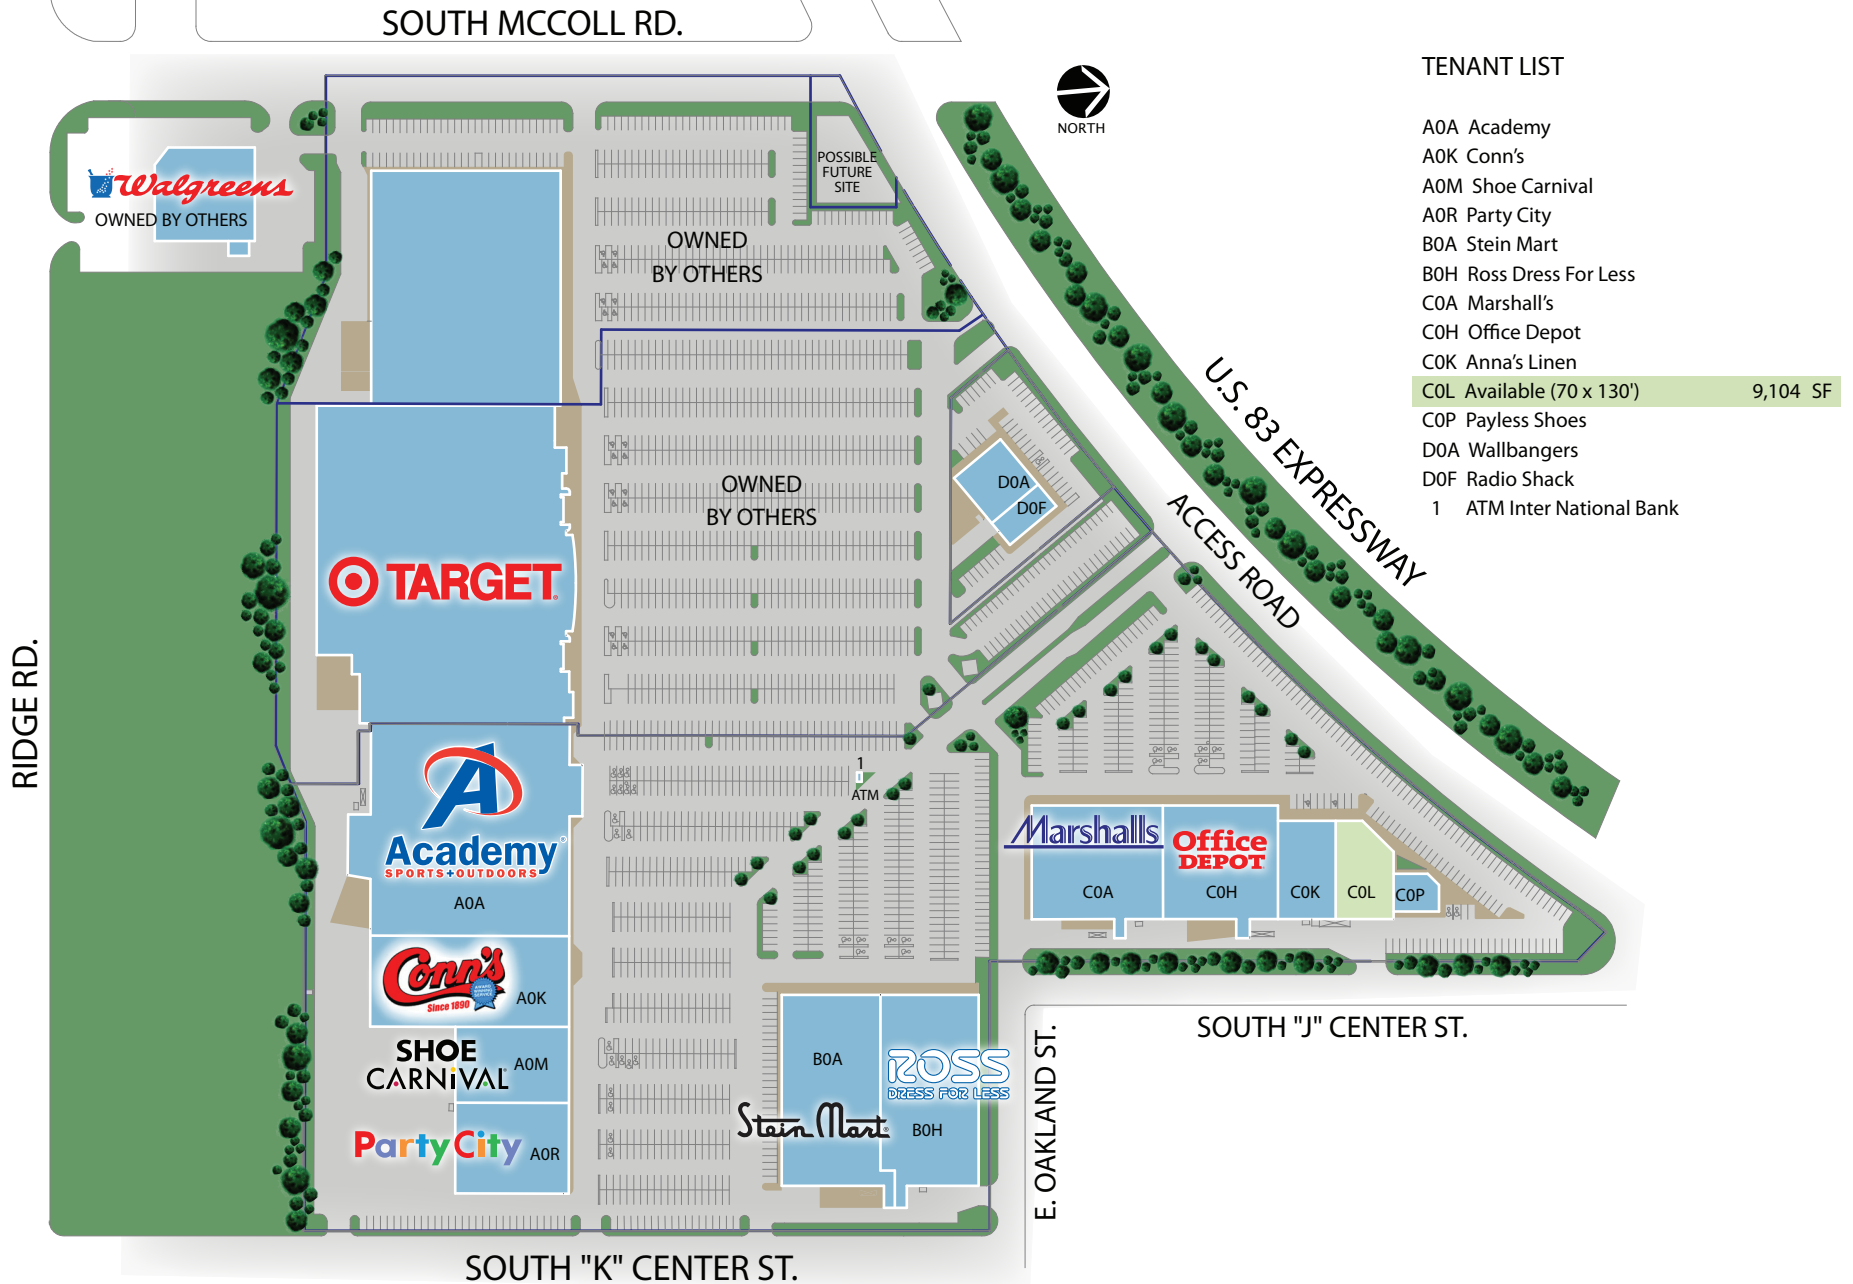 SOUTH MCCOLL RD.
NORTH
TENANT LIST
A0A Academy
A0K Conn's
A0M Shoe Carnival
A0R Party City
B0A Stein Mart
B0H Ross Dress For Less
C0A Marshall's
C0H Office Depot
C0K Anna's Linen
C0L Available (70 x 130') 9,104 SF
C0P Payless Shoes
D0A Wallbangers
D0F Radio Shack
1 ATM Inter National Bank
Walgreens
OWNED BY OTHERS
POSSIBLE
FUTURE
SITE
OWNED
BY OTHERS
U.S. 83 EXPRESSWAY
ACCESS ROAD
D0A
D0F
OWNED
BY OTHERS
TARGET
RIDGE RD.
1
ATM
A
Academy
SPORTS+OUTDOORS
A0A
Marshalls
Office
DEPOT
C0A
C0H
C0K
C0L
C0P
Conn's
Since 1890
A0K
SHOE
CARNiVAL
A0M
Party City
A0R
B0A
Stein Mart
ROSS
DRESS FOR LESS
B0H
E. OAKLAND ST.
SOUTH "J" CENTER ST.
SOUTH "K" CENTER ST.